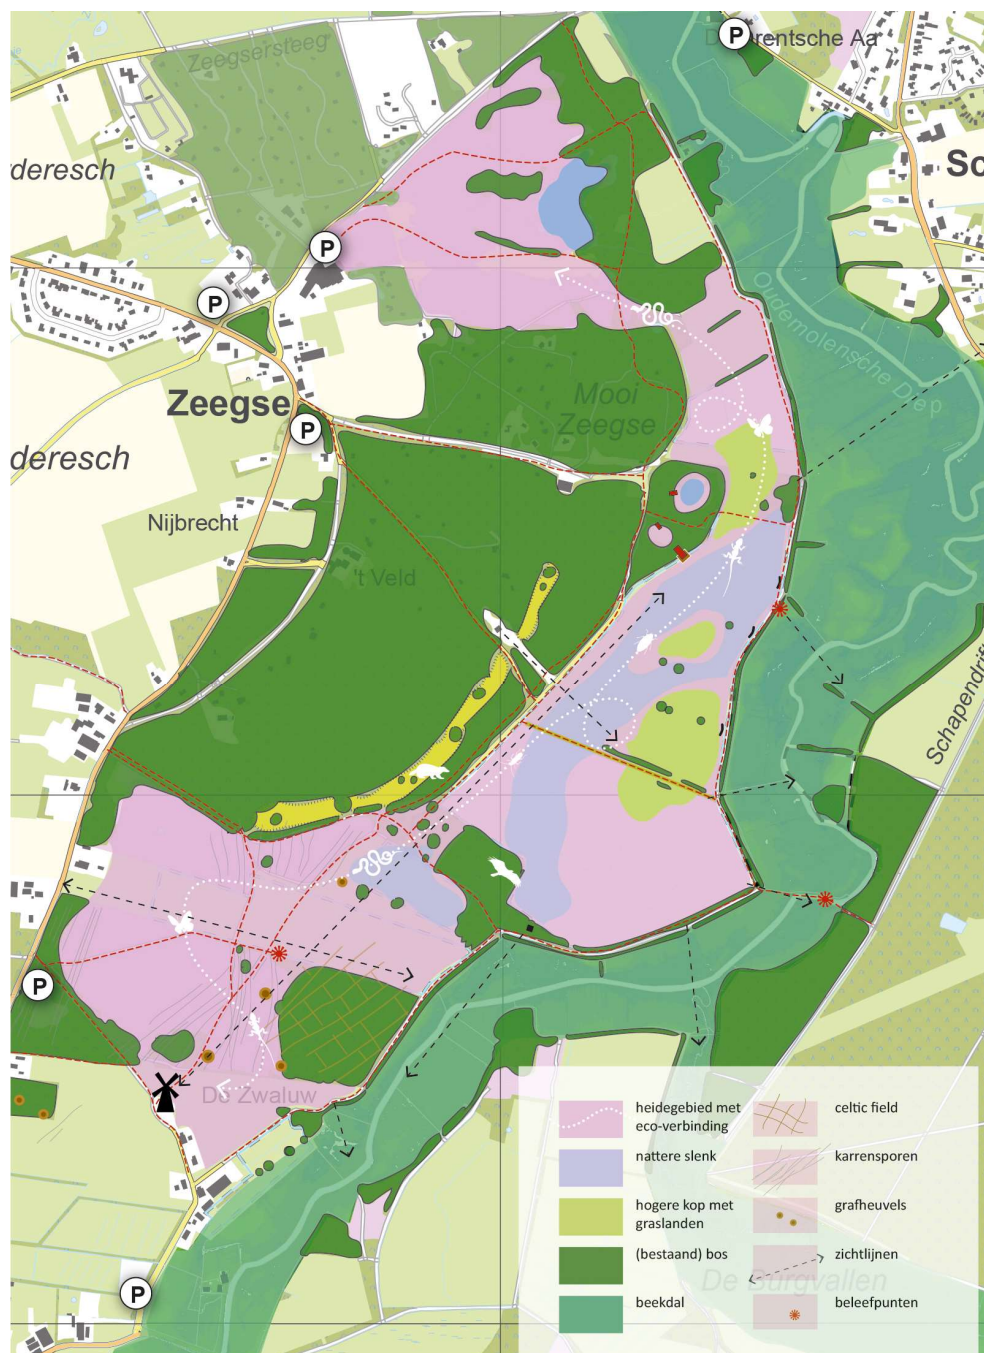 P
Drentsche Aa
Zeegsersteeg
deresch
Sc
P
P
Oudemolensche Diep
Mooi
Zeegse
Zeegse
P
deresch
Nijbrecht
't Veld
Schapendrift
P
De Zwaluw
P
heidegebied met
eco-verbinding
nattere slenk
hogere kop met
graslanden
(bestaand) bos
beekdal
celtic field
karrensporen
grafheuvels
zichtlijnen
De Burgvallen
beleefpunten